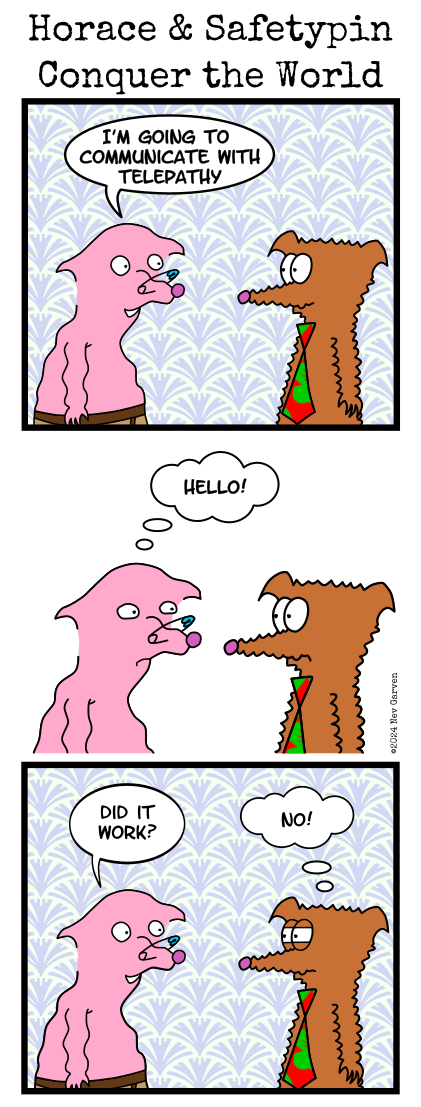 Horace & Safetypin
Conquer the World
I'M GOING TO
COMMUNICATE WITH
TELEPATHY
HELLO!
©2024 Nev Garven
DID IT
WORK?
NO!